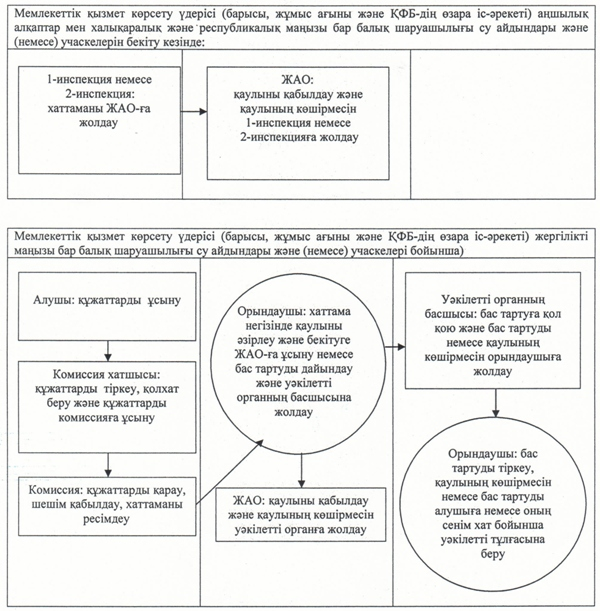 Мемлекеттік қызмет көрсету үдерісі (барысы, жұмыс ағыны және ҚФБ-дің өзара іс-әрекеті) аңшылық
алқаптар мен халықаралық және республикалық маңызы бар балық шаруашылығы су айдындары және
(немесе) учаскелерін бекіту кезінде:
1-инспекция немесе
2-инспекция:
хаттаманы ЖАО-ға
жолдау
ЖАО:
қаулыны қабылдау және
қаулының көшірмесін
1-инспекция немесе
2-инспекцияға жолдау
Мемлекеттік қызмет көрсету үдерісі (барысы, жұмыс ағыны және ҚФБ-дің өзара іс-әрекеті) жергілікті
маңызы бар балық шаруашылығы су айдындары және (немесе) учаскелері бойынша)
Алушы: құжаттарды ұсыну
Комиссия хатшысы:
құжаттарды тіркеу, қолхат
беру және құжаттарды
комиссияға ұсыну
Комиссия: құжаттарды қарау,
шешім қабылдау, хаттаманы
ресімдеу
Орындаушы: хаттама
негізінде қаулыны
әзірлеу және бекітуге
ЖАО-ға ұсыну немесе
бас тартуды дайындау
және уәкілетті
органның басшысына
жолдау
ЖАО: қаулыны қабылдау
және қаулының көшірмесін
уәкілетті органға жолдау
Уәкілетті органның
басшысы: бас тартуға қол
қою және бас тартуды
немесе қаулының
көшірмесін орындаушыға
жолдау
Орындаушы: бас
тартуды тіркеу,
қаулының көшірмесін
немесе бас тартуды
алушыға немесе оның
сенім хат бойынша
уәкілетті тұлғасына
беру